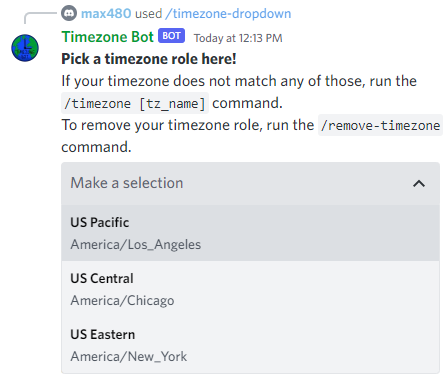 max480 used /timezone-dropdown
Timezone Bot BOT Today at 12:13 PM
Pick a timezone role here!
If your timezone does not match any of those, run the
/timezone [tz_name] command.
To remove your timezone role, run the /remove-timezone
command.
Make a selection
US Pacific
America/Los_Angeles
US Central
America/Chicago
US Eastern
America/New_York